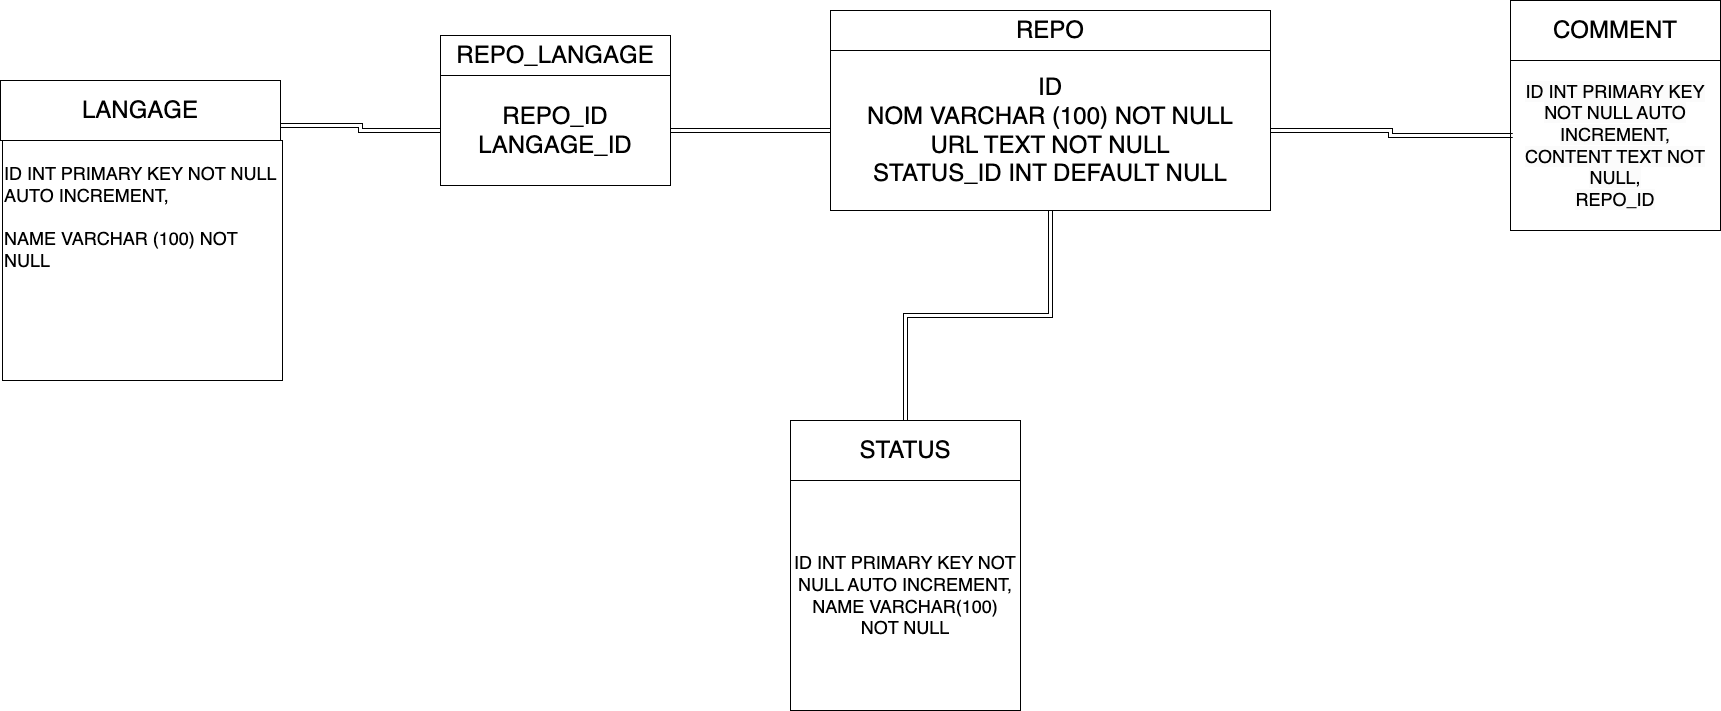 LANGAGE
ID INT PRIMARY KEY NOT NULL
AUTO INCREMENT,
NAME VARCHAR (100) NOT
NULL
REPO_LANGAGE
REPO_ID
LANGAGE_ID
REPO
ID
NOM VARCHAR (100) NOT NULL
URL TEXT NOT NULL
STATUS_ID INT DEFAULT NULL
COMMENT
ID INT PRIMARY KEY
NOT NULL AUTO
INCREMENT,
CONTENT TEXT NOT
NULL,
REPO_ID
STATUS
ID INT PRIMARY KEY NOT
NULL AUTO INCREMENT,
NAME VARCHAR(100)
NOT NULL